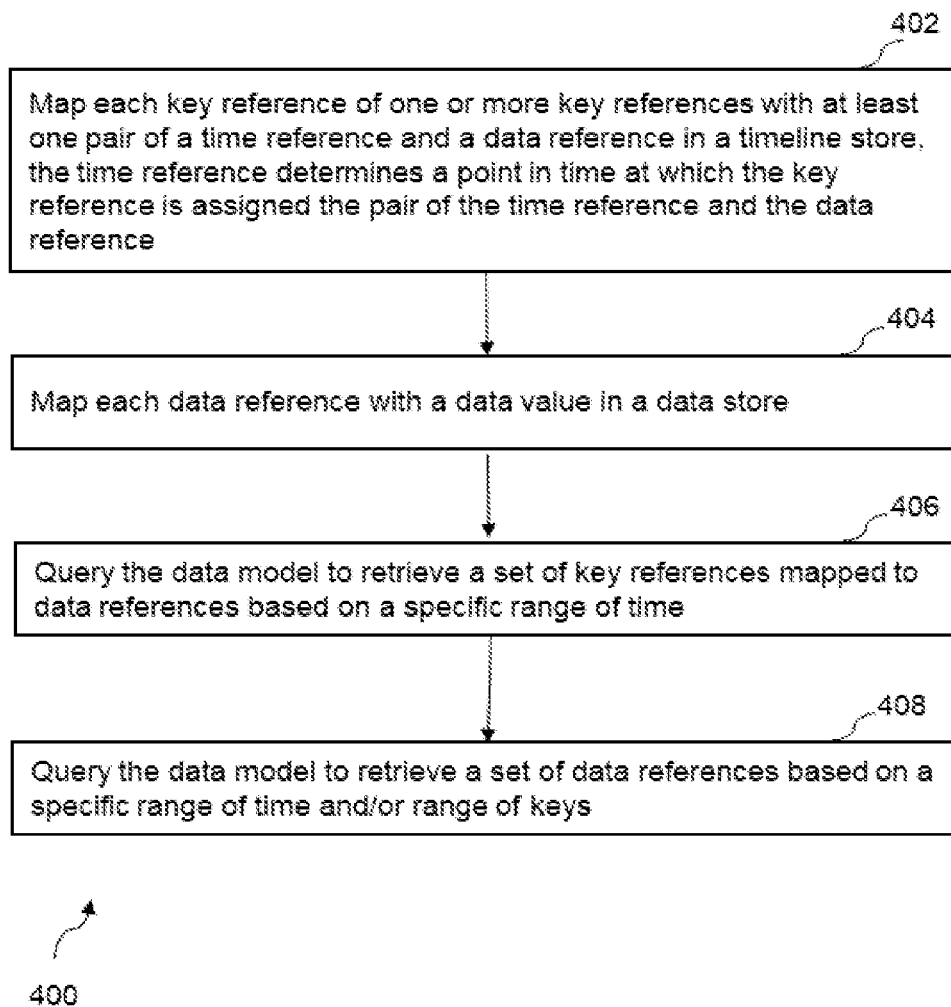 402
Map each key reference of one or more key references with at least
one pair of a time reference and a data reference in a timeline store,
the time reference determines a point in time at which the key
reference is assigned the pair of the time reference and the data
reference
404
Map each data reference with a data value in a data store
406
Query the data model to retrieve a set of key references mapped to
data references based on a specific range of time
408
Query the data model to retrieve a set of data references based on a
specific range of time and/or range of keys
400